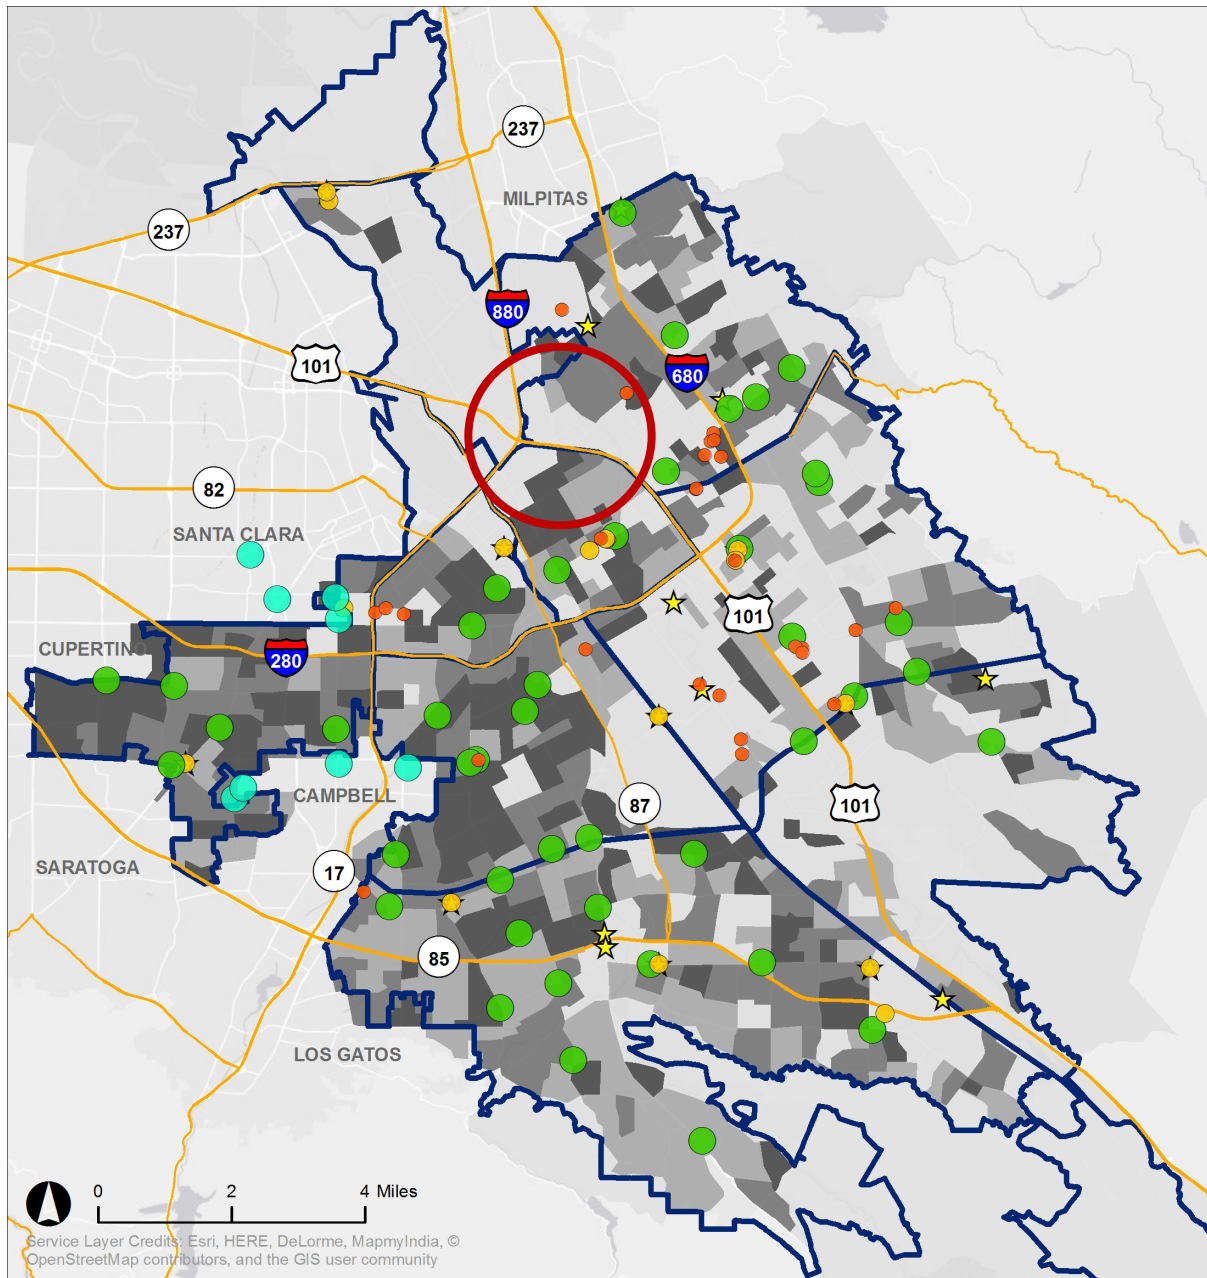 237
MILPITAS
237
880
101
680
82
SANTA CLARA
101
CUPERTINO
280
CAMPBELL
87
101
SARATOGA
17
85
LOS GATOS
0 2 4 Miles
Service Layer Credits: Esri, HERE, DeLorme, MapmyIndia, ©
OpenStreetMap contributors, and the GIS user community